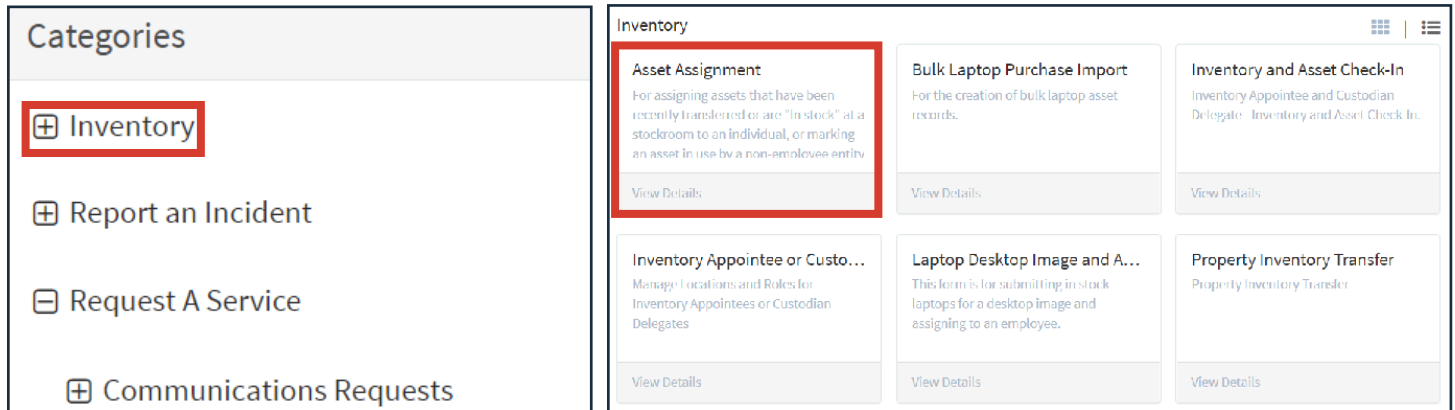 Categories
Inventory
Report an Incident
Request A Service
Communications Requests
Inventory
Asset Assignment
For assigning assets that have been
recently transferred or are "In stock" at a
stockroom to an individual, or marking
an asset in use by a non-employee entity
View Details
Bulk Laptop Purchase Import
For the creation of bulk laptop asset
records.
View Details
Inventory and Asset Check-In
Inventory Appointee and Custodian
Delegate - Inventory and Asset Check In.
View Details
Inventory Appointee or Custo...
Manage Locations and Roles for
Inventory Appointees or Custodian
Delegates
View Details
Laptop Desktop Image and A...
This form is for submitting in stock
laptops for a desktop image and
assigning to an employee.
View Details
Property Inventory Transfer
Property Inventory Transfer
View Details